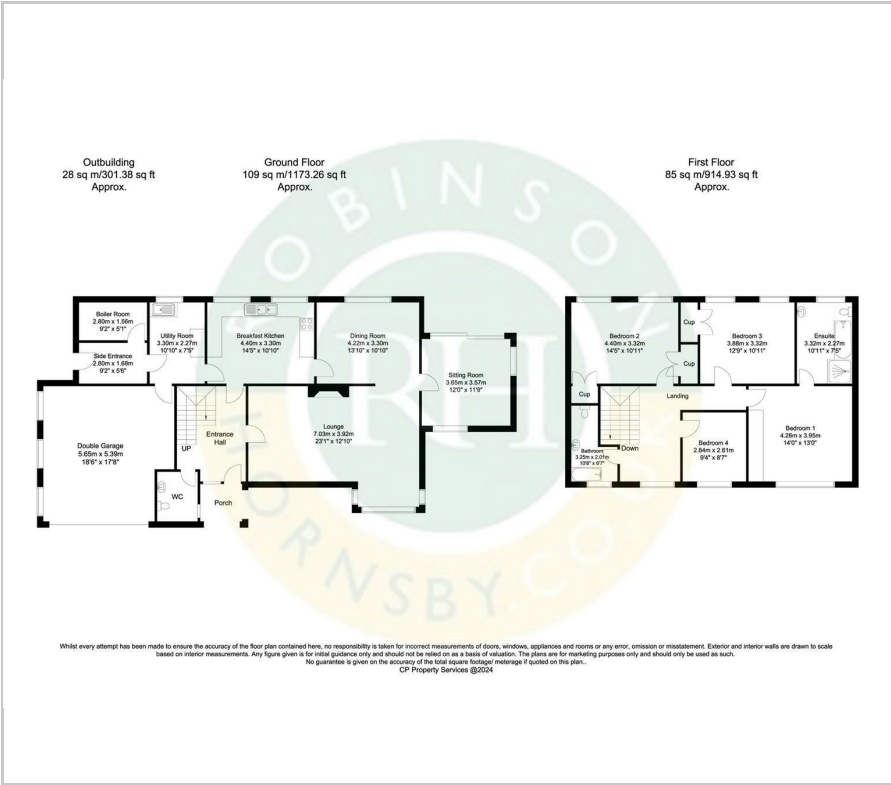 Outbuilding
28 sq m/301.38 sq ft
Approx.
Ground Floor
109 sq m/1173.26 sq ft
Approx.
First Floor
85 sq m/914.93 sq ft
Approx.
Boiler Room
2.80m x 1.56m
9'2" x 5'1"
Utility Room
3.30m x 2.27m
10'10" x 7'5"
Side Entrance
2.80m x 1.68m
9'2" x 5'6"
Breakfast Kitchen
4.40m x 3.30m
14'5" x 10'10"
Dining Room
4.22m x 3.30m
13'10" x 10'10"
Sitting Room
3.65m x 3.57m
12'0" x 11'9"
Double Garage
5.65m x 5.39m
18'6" x 17'8"
UP
Entrance
Hall
Lounge
7.03m x 3.92m
23'1" x 12'10"
WC
Porch
Bedroom 2
4.40m x 3.32m
14'5" x 10'11"
Cup
Cup
Cup
Bedroom 3
3.88m x 3.32m
12'9" x 10'11"
Ensuite
3.32m x 2.27m
10'11" x 7'5"
Landing
Down
Bathroom
3.25m x 2.01m
10'8" x 6'7"
Bedroom 4
2.84m x 2.61m
9'4" x 8'7"
Bedroom 1
4.26m x 3.95m
14'0" x 13'0"
ROBINSON
RH
HORNSBY.CO.UK
Whilst every attempt has been made to ensure the accuracy of the floor plan contained here, no responsibility is taken for incorrect measurements of doors, windows, appliances and rooms or any error, omission or misstatement. Exterior and interior walls are drawn to scale
based on interior measurements. Any figure given is for initial guidance only and should not be relied on as a basis of valuation. The plans are for marketing purposes only and should only be used as such.
No guarantee is given on the accuracy of the total square footage/ meterage if quoted on this plan..
CP Property Services @2024